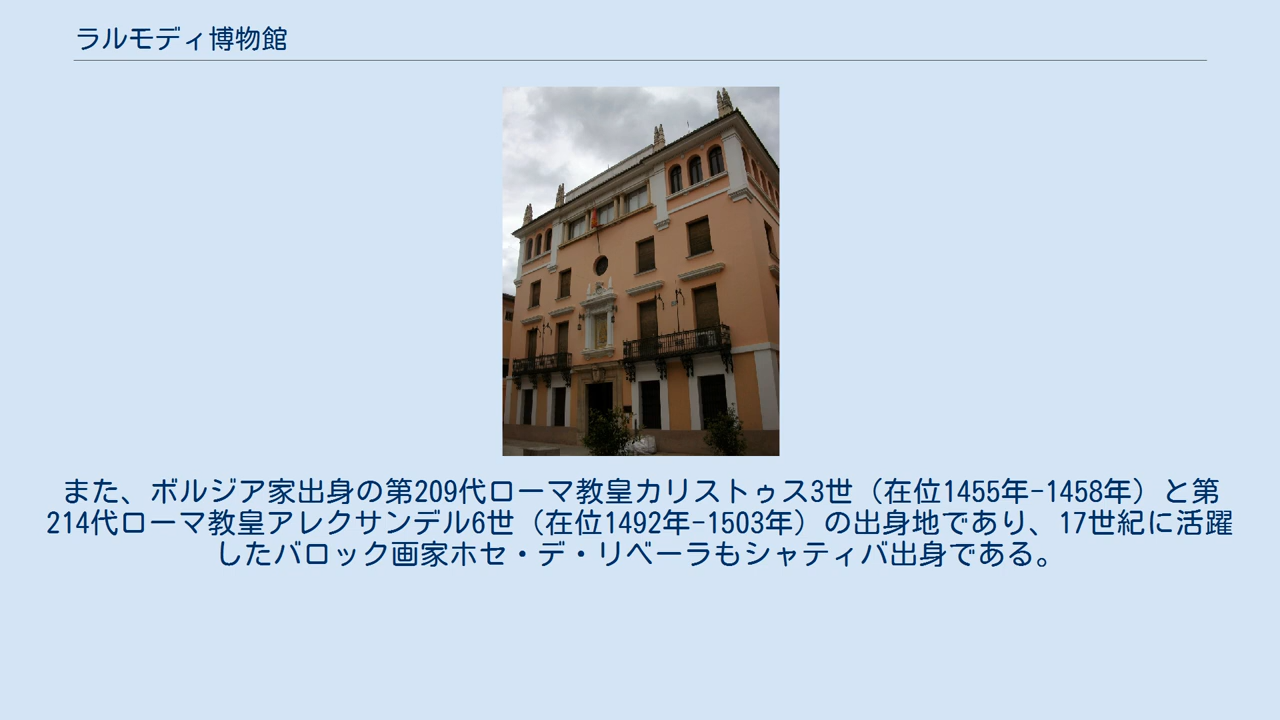 ラルモディ博物館
また、ボルジア家出身の第209代ローマ教皇カリストゥス3世（在位1455年-1458年）と第
214代ローマ教皇アレクサンデル6世（在位1492年-1503年）の出身地であり、17世紀に活躍
したバロック画家ホセ・デ・リベーラもシャティバ出身である。